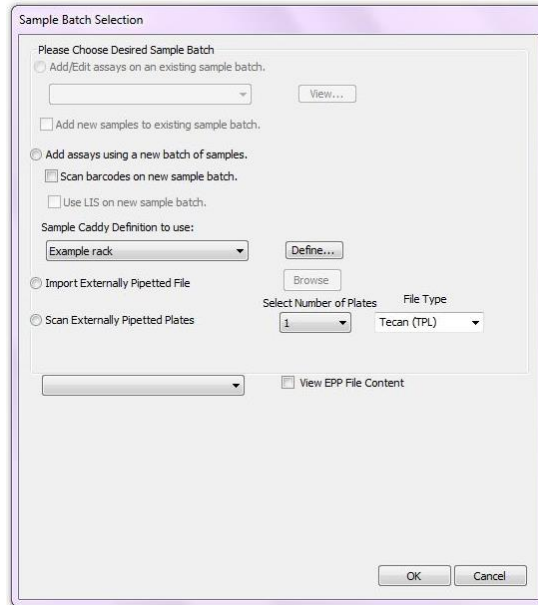 Sample Batch Selection
Please Choose Desired Sample Batch
Add/Edit assays on an existing sample batch.
View...
Add new samples to existing sample batch.
Add assays using a new batch of samples.
Scan barcodes on new sample batch.
Use LIS on new sample batch.
Sample Caddy Definition to use:
Example rack Define...
Import Externally Pipetted File Browse
Select Number of Plates File Type
Scan Externally Pipetted Plates 1 Tecan (TPL)
View EPP File Content
OK Cancel